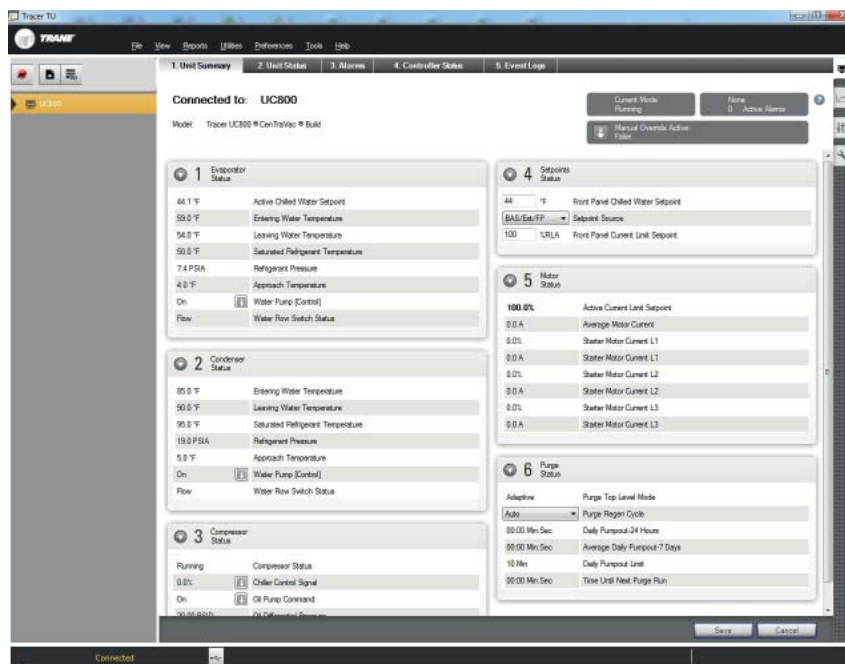 Tracer TU
TRANE
File View Reports Utilities Preferences Tools Help
1. Unit Summary 2. Unit Status 3. Alarms 4. Controller Status 5. Event Logs
UC800
Connected to: UC800
Model: Tracer UC800 ® CenTraVac ® Build
Current Mode
Running
None
0 Active Alarms
Manual Override Active
False
1 Evaporator Status
44.1 °F Active Chilled Water Setpoint
59.0 °F Entering Water Temperature
54.0 °F Leaving Water Temperature
50.0 °F Saturated Refrigerant Temperature
7.4 PSIA Refrigerant Pressure
4.0 °F Approach Temperature
On Water Pump [Control]
Flow Water Flow Switch Status
2 Condenser Status
85.0 °F Entering Water Temperature
90.0 °F Leaving Water Temperature
95.0 °F Saturated Refrigerant Temperature
19.0 PSIA Refrigerant Pressure
5.0 °F Approach Temperature
On Water Pump [Control]
Flow Water Flow Switch Status
3 Compressor Status
Running Compressor Status
0.0% Chiller Control Signal
On Oil Pump Command
20.00 PSID Oil Differential Pressure
4 Setpoints Status
44 °F Front Panel Chilled Water Setpoint
BAS/Ext/FP Setpoint Source
100 %RLA Front Panel Current Limit Setpoint
5 Motor Status
100.0% Active Current Limit Setpoint
0.0 A Average Motor Current
0.0% Starter Motor Current L1
0.0 A Starter Motor Current L1
0.0% Starter Motor Current L2
0.0 A Starter Motor Current L2
0.0% Starter Motor Current L3
0.0 A Starter Motor Current L3
6 Purge Status
Adaptive Purge Top Level Mode
Auto Purge Regen Cycle
00:00 Min:Sec Daily Pumpout-24 Hours
00:00 Min:Sec Average Daily Pumpout-7 Days
10 Min Daily Pumpout Limit
00:00 Min:Sec Time Until Next Purge Run
Save Cancel
Connected